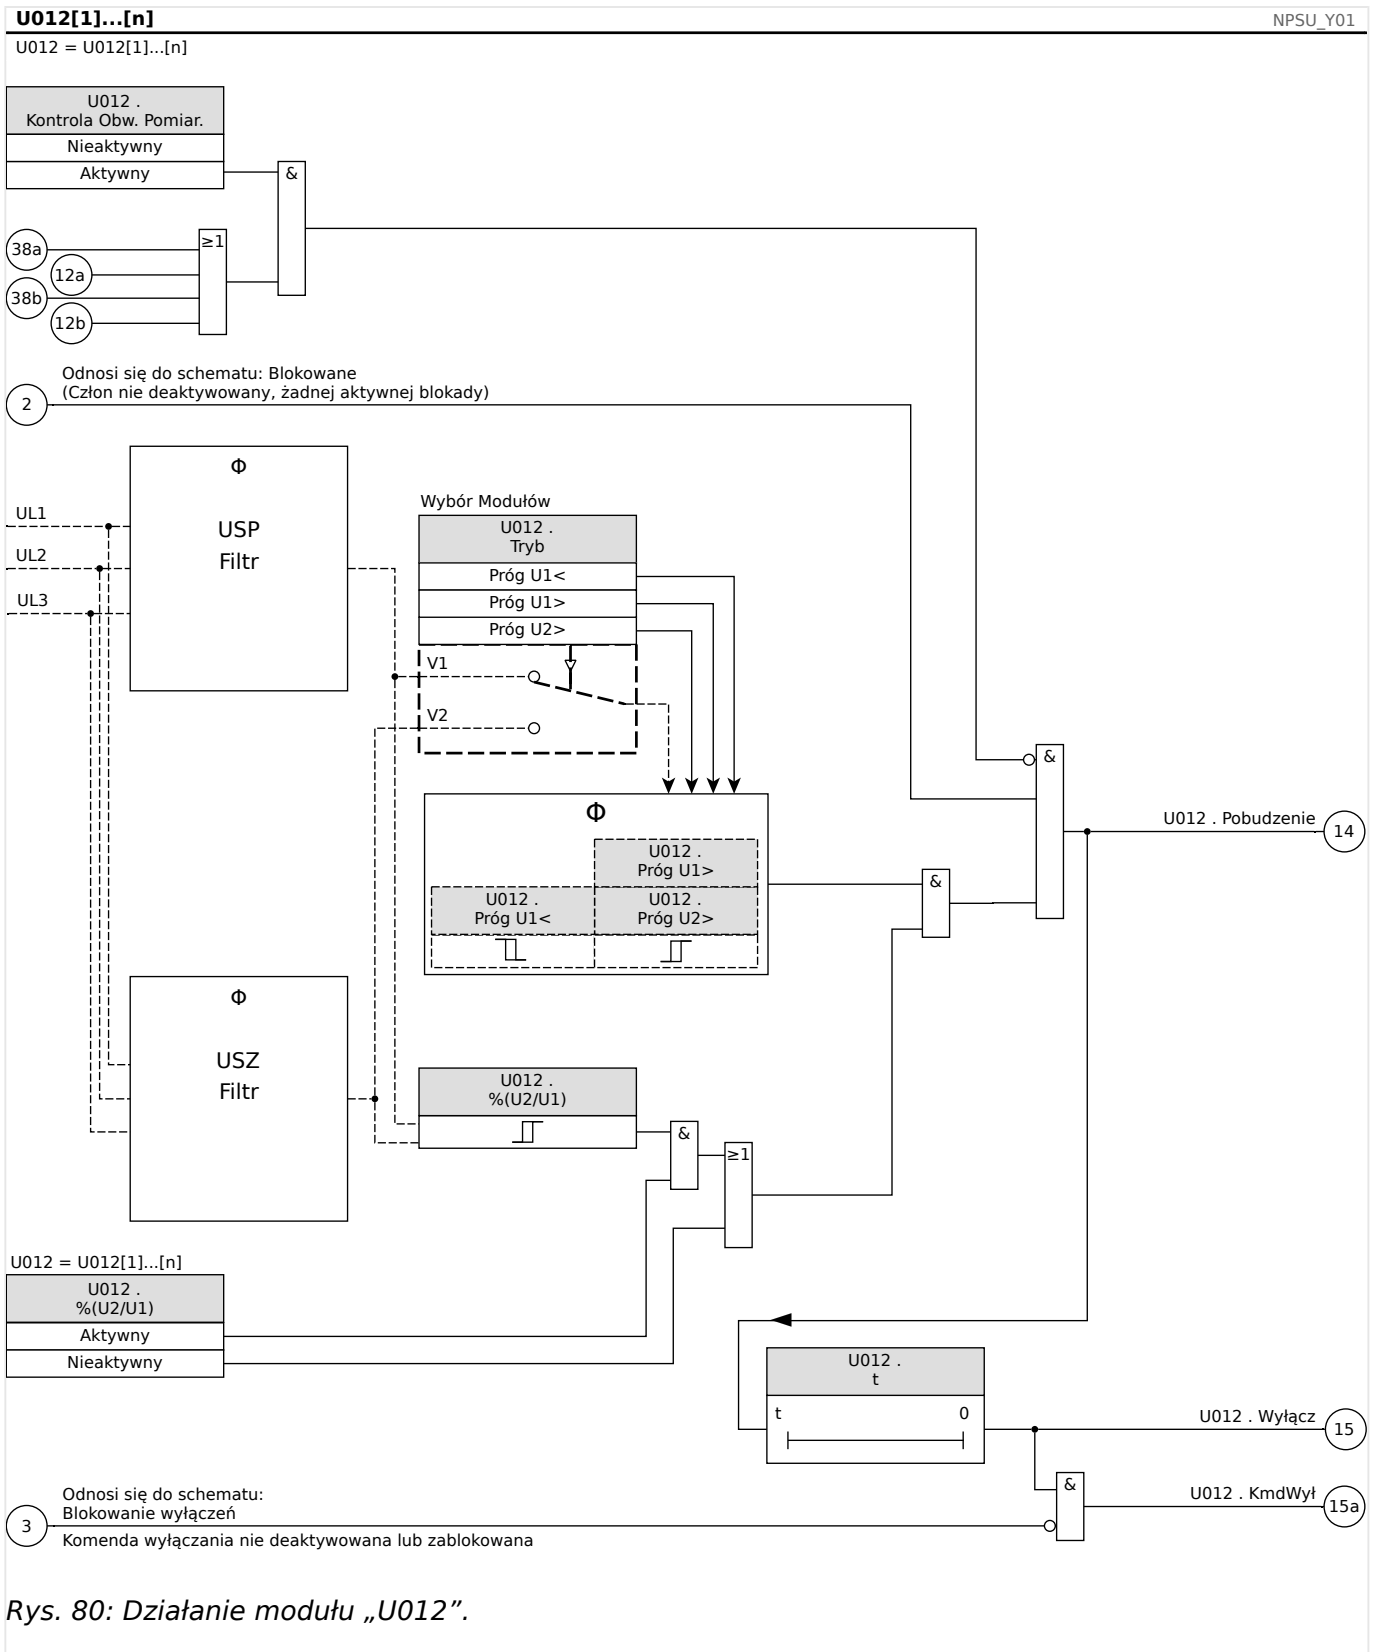 U012[1]...[n]
NPSU_Y01
U012 = U012[1]...[n]
U012 .
Kontrola Obw. Pomiar.
Nieaktywny
Aktywny
&
≥1
38a
12a
38b
12b
Odnosi się do schematu: Blokowane
(Człon nie deaktywowany, żadnej aktywnej blokady)
2
Φ
USP
Filtr
UL1
UL2
UL3
Wybór Modułów
U012 .
Tryb
Próg U1<
Próg U1>
Próg U2>
V1
V2
&
U012 . Pobudzenie
14
Φ
U012 .
Próg U1>
U012 .
Próg U1<
U012 .
Próg U2>
&
Φ
USZ
Filtr
U012 .
%(U2/U1)
&
≥1
U012 = U012[1]...[n]
U012 .
%(U2/U1)
Aktywny
Nieaktywny
U012 .
t
t 0
U012 . Wyłącz
15
&
U012 . KmdWył
15a
Odnosi się do schematu:
Blokowanie wyłączeń
3
Komenda wyłączania nie deaktywowana lub zablokowana
Rys. 80: Działanie modułu „U012”.